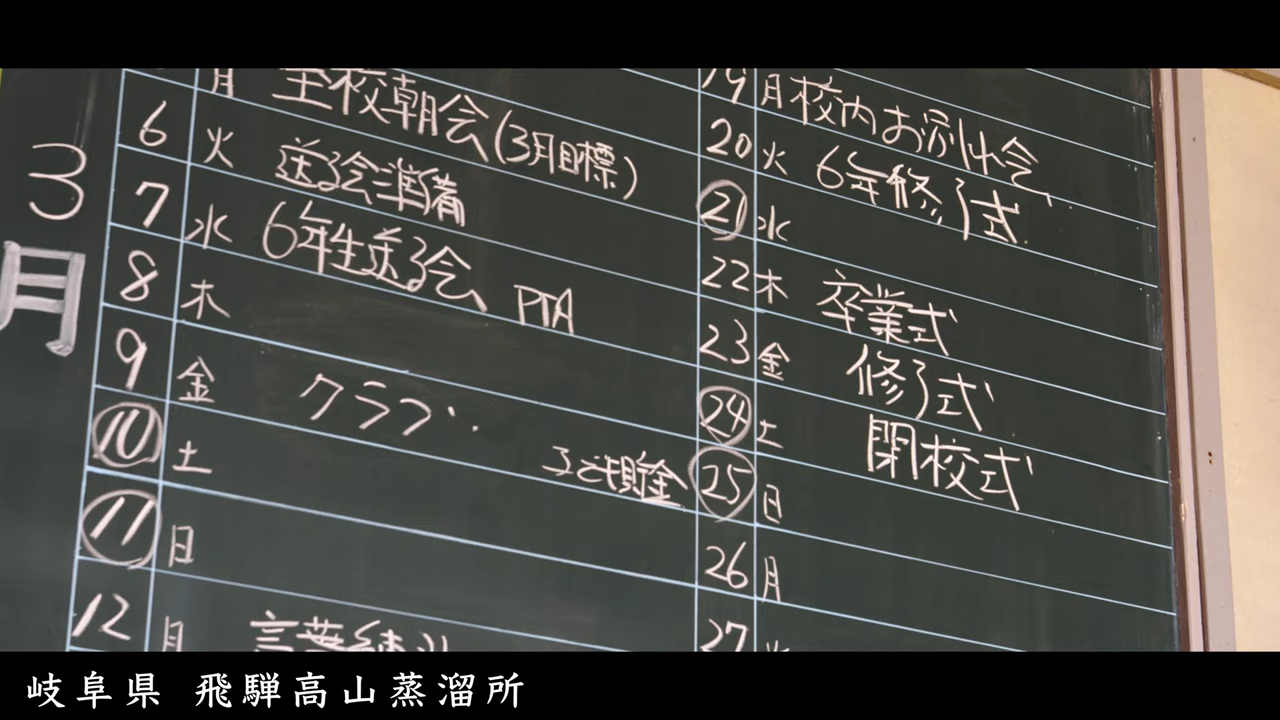 3月
月 全校朝会(3月目標)
6 火 送る会準備
7 水 6年生送る会 PTA
8 木
9 金 クラブ
子ども貯金
⑩ 土
⑪ 日
12 月 言葉
19 月 校内お別れ会
20 火 6年修了式
㉑ 水
22 木 卒業式
23 金 修了式
㉔ 土 閉校式
㉕ 日
26 月
27
岐阜県 飛騨高山蒸溜所